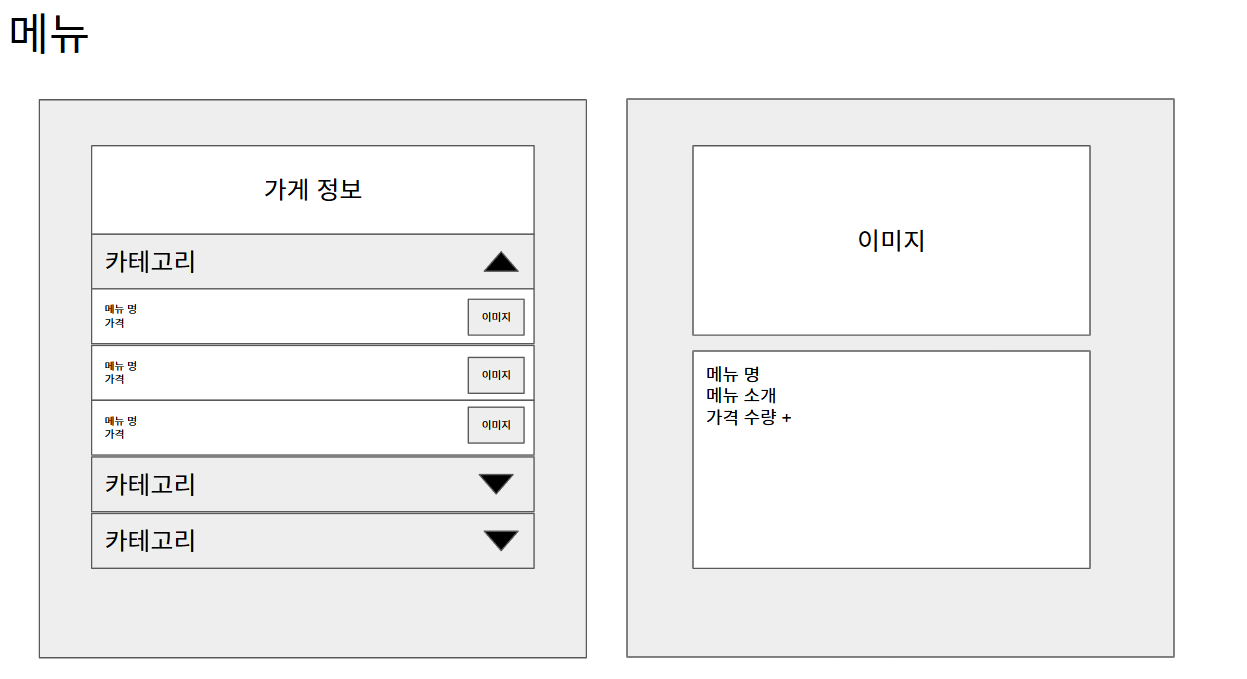 메뉴
가게 정보
카테고리
메뉴 명
가격
이미지
메뉴 명
가격
이미지
메뉴 명
가격
이미지
카테고리
카테고리
이미지
메뉴 명
메뉴 소개
가격 수량 +